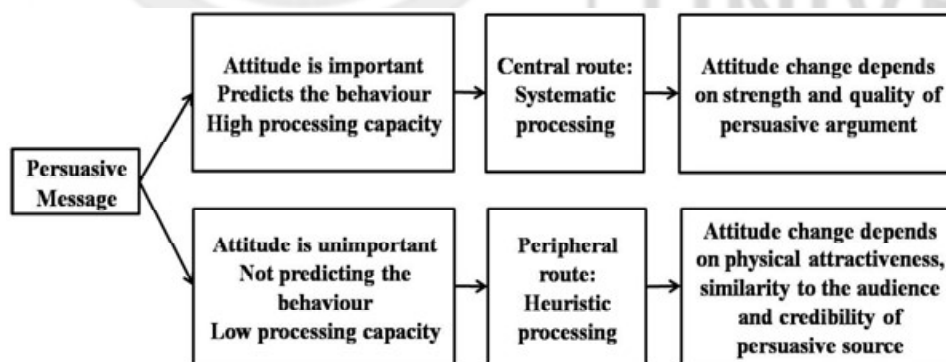 Attitude is important
Predicts the behaviour
High processing capacity
Central route:
Systematic
processing
Attitude change depends
on strength and quality of
persuasive argument
Persuasive
Message
Attitude is unimportant
Not predicting the
behaviour
Low processing capacity
Peripheral
route:
Heuristic
processing
Attitude change depends
on physical attractiveness,
similarity to the audience
and credibility of
persuasive source